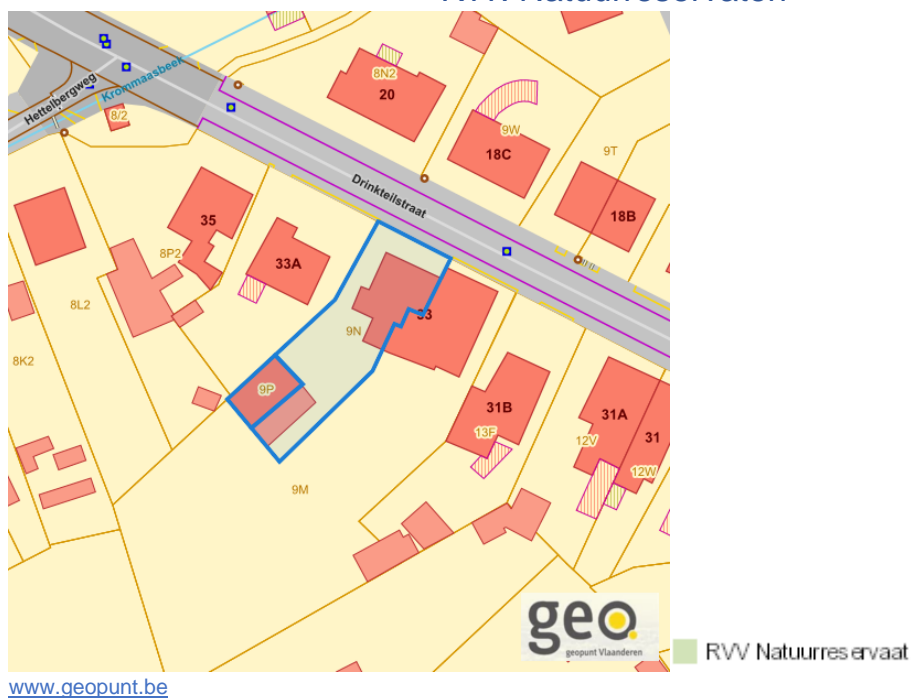 RVV Natuurreservaten
Hettelbergweg
Krommaasbeek
8/2
8N2
20
9W
18C
9T
18B
Drinkteilstraat
35
8P2
33A
8L2
9N
33
8K2
9P
31B
13F
31A
12V
31
12W
9M
geo
geopunt Vlaanderen
RVV Natuurreservaat
www.geopunt.be